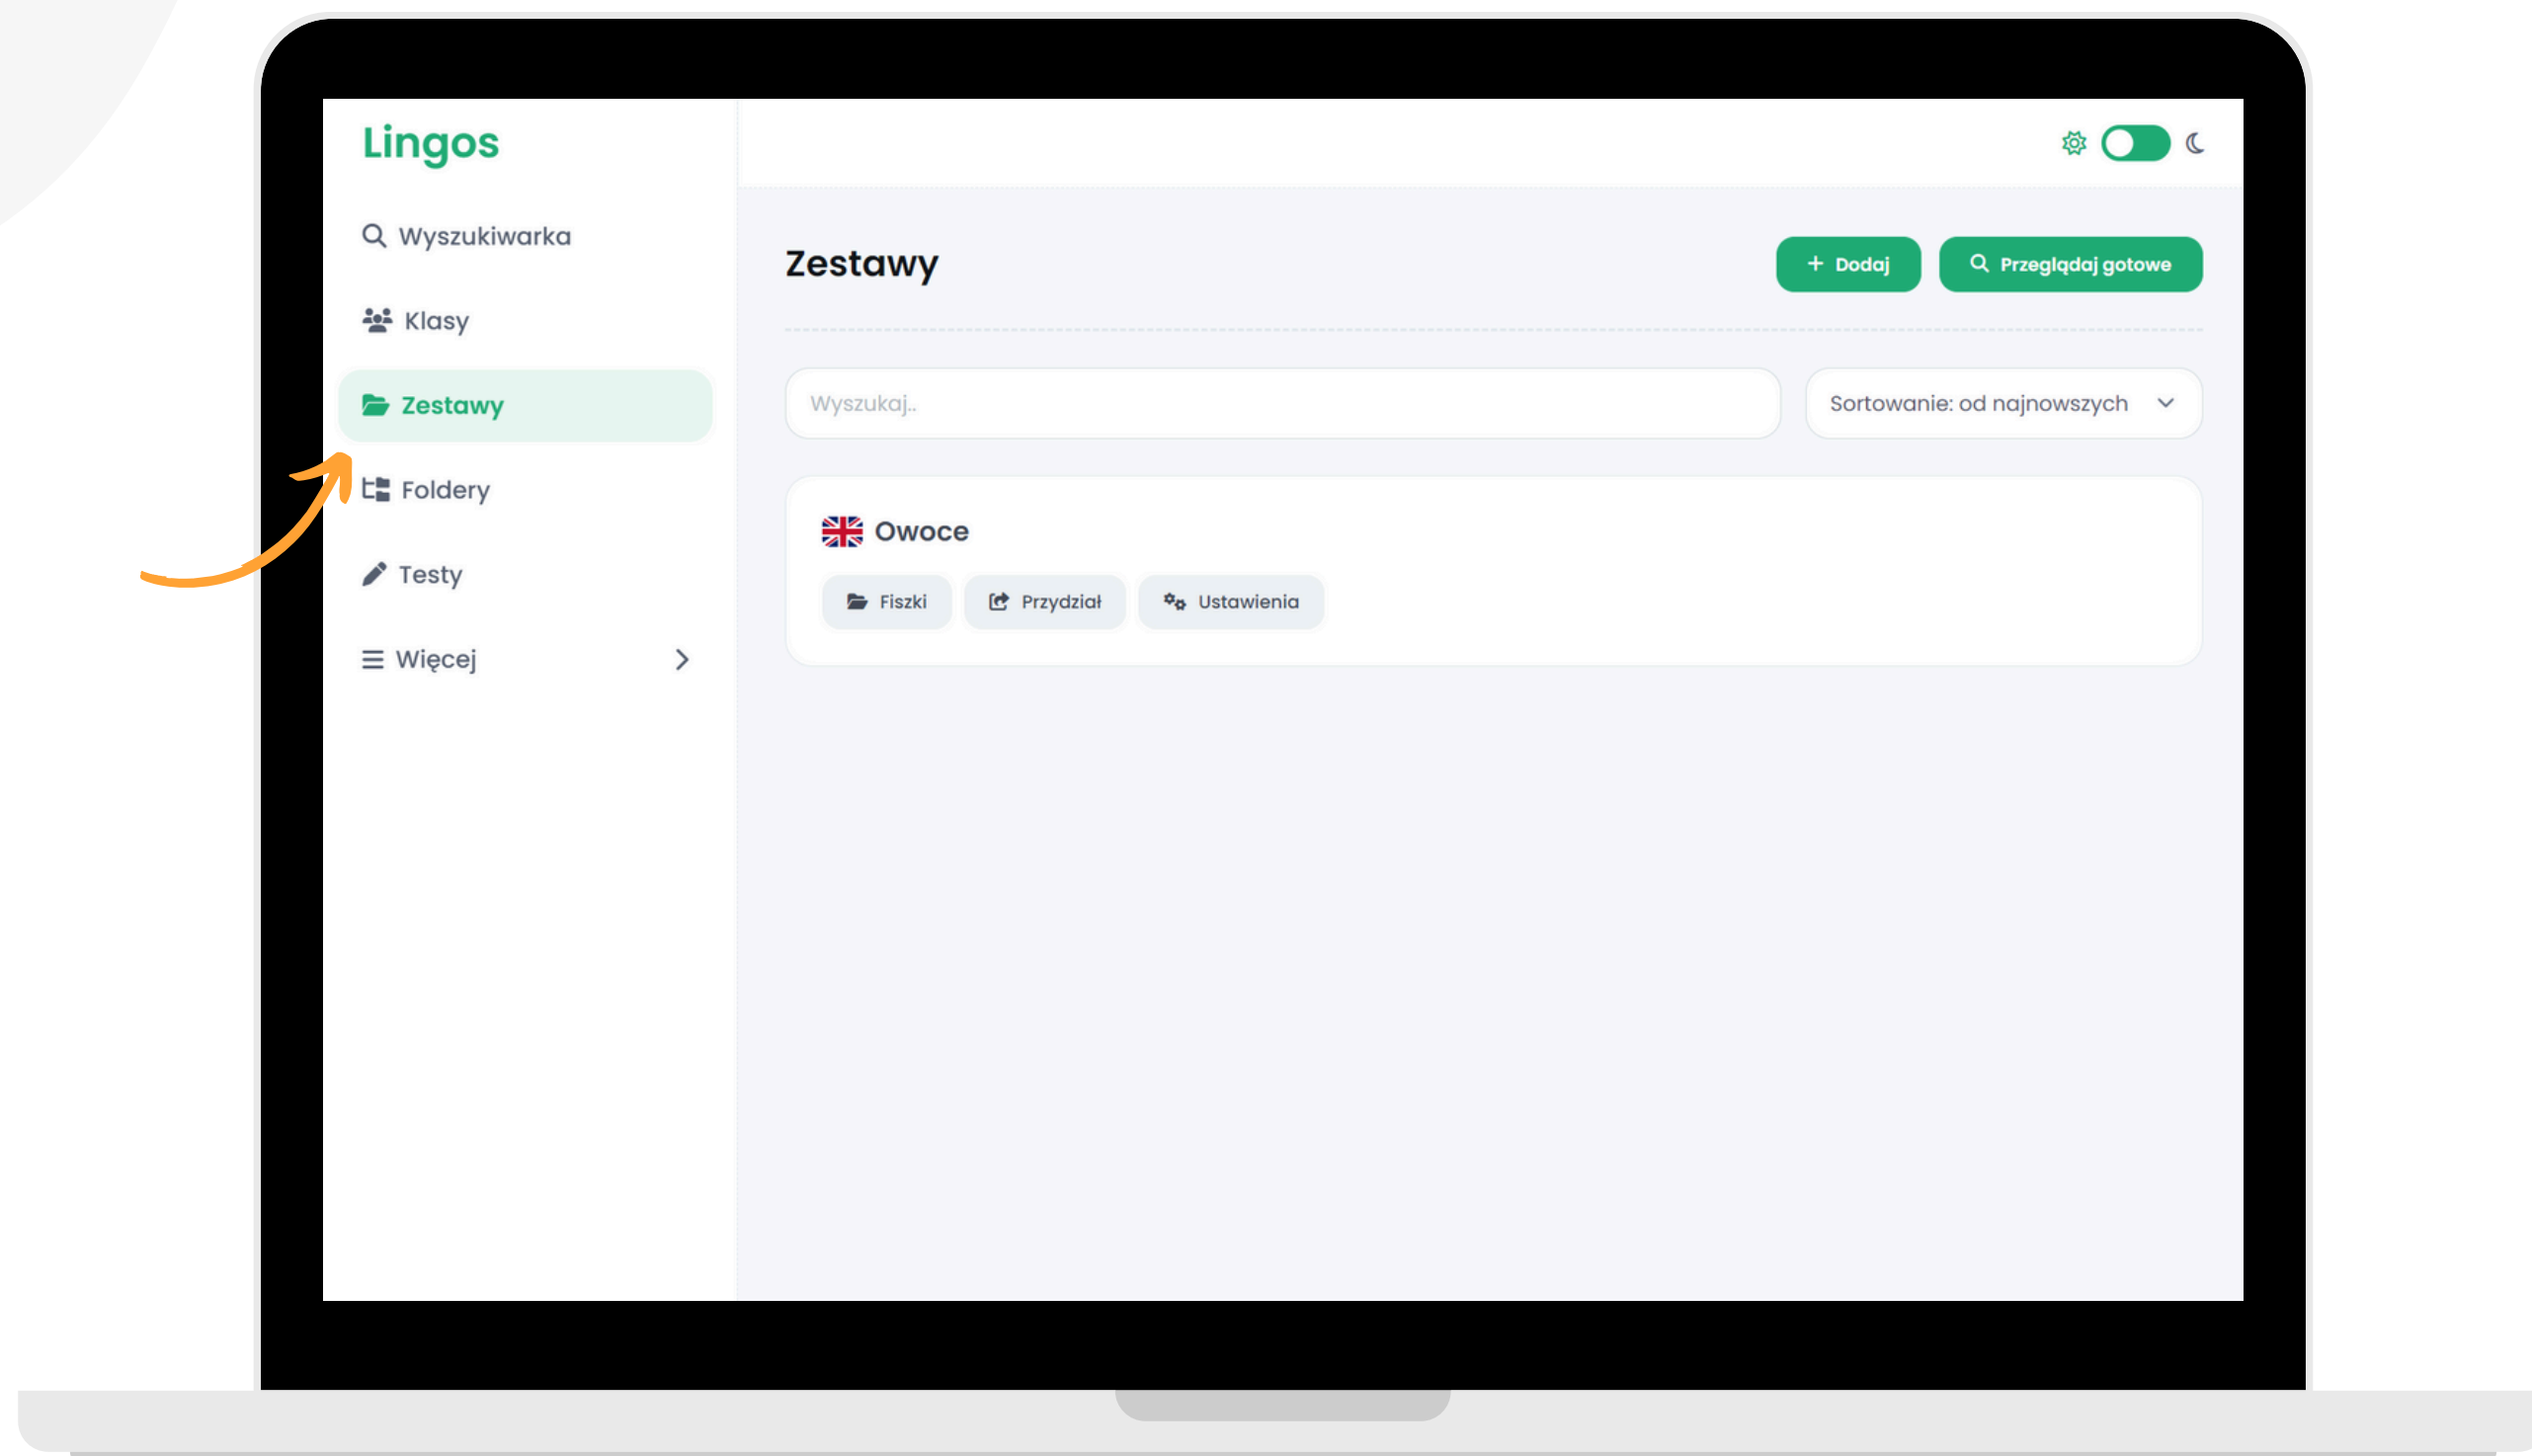 Lingos
Wyszukiwarka
Klasy
Zestawy
Foldery
Testy
Więcej
Zestawy
+ Dodaj
Przeglądaj gotowe
Wyszukaj..
Sortowanie: od najnowszych
Owoce
Fiszki
Przydział
Ustawienia